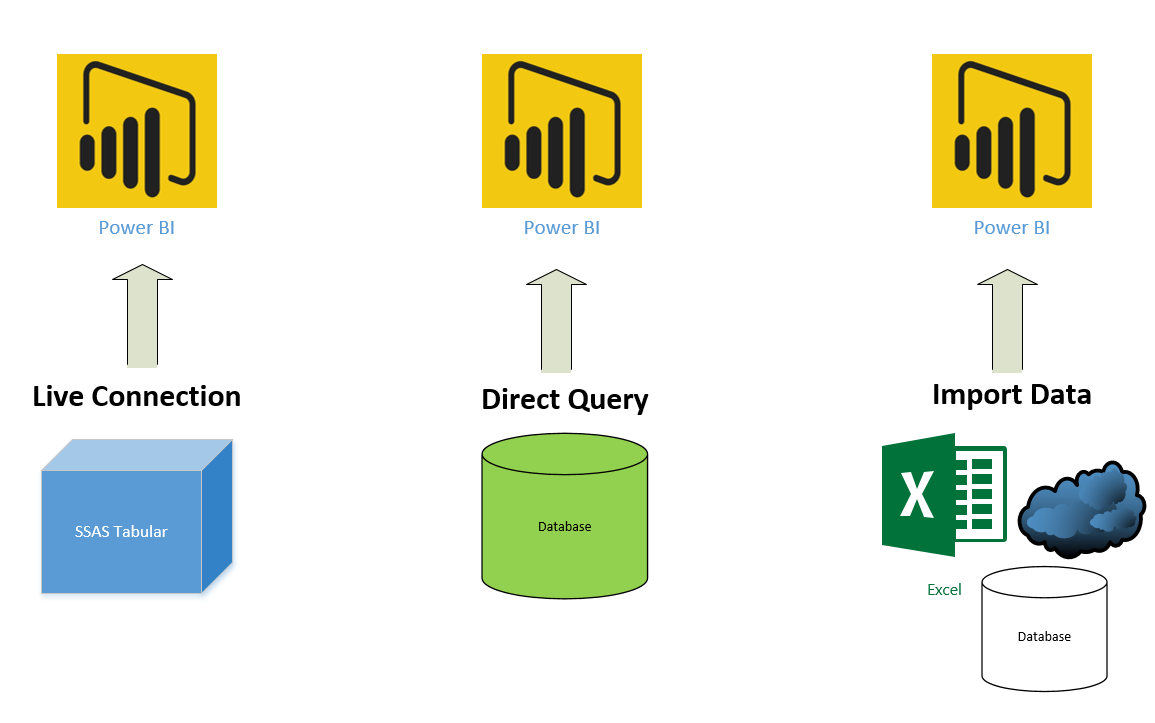 Power BI
Power BI
Power BI
Live Connection
Direct Query
Import Data
SSAS Tabular
Database
X
Excel
Database